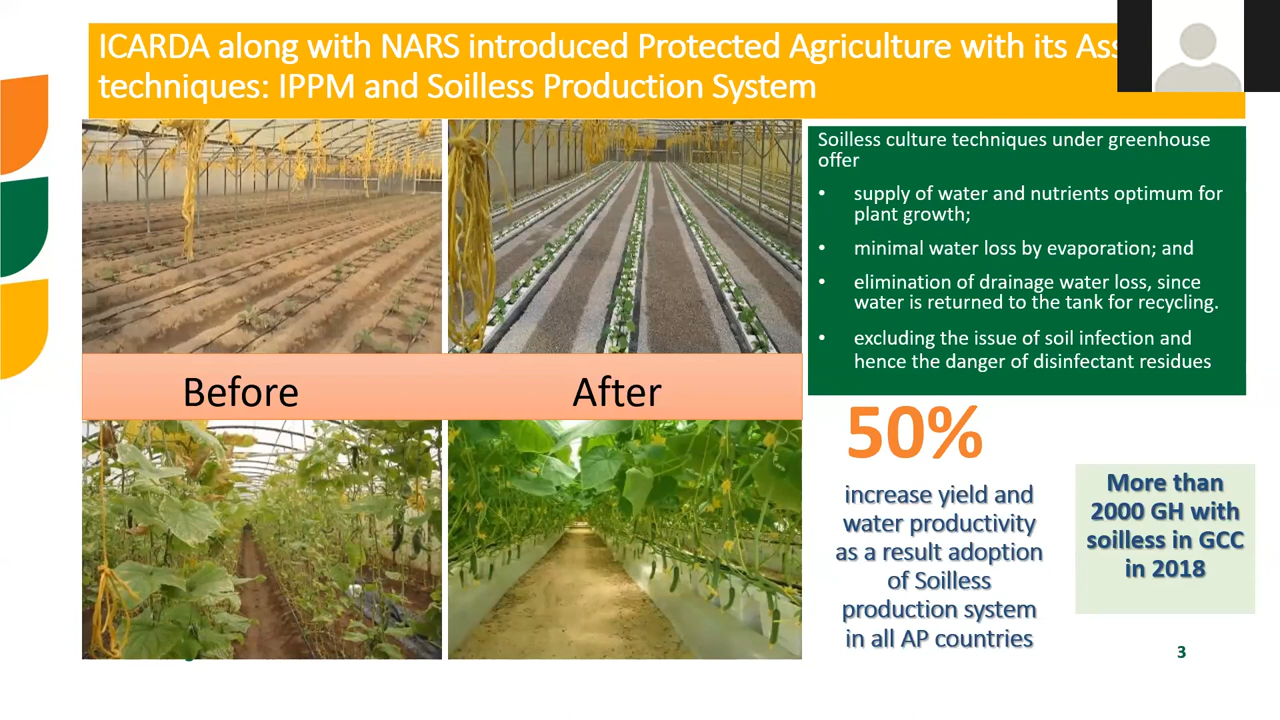 ICARDA along with NARS introduced Protected Agriculture with its
techniques: IPPM and Soilless Production System
Before
After
Soilless culture techniques under greenhouse
offer
• supply of water and nutrients optimum for
plant growth;
• minimal water loss by evaporation; and
• elimination of drainage water loss, since
water is returned to the tank for recycling.
• excluding the issue of soil infection and
hence the danger of disinfectant residues
50%
increase yield and
water productivity
as a result adoption
of Soilless
production system
in all AP countries
More than
2000 GH with
soilless in GCC
in 2018
3